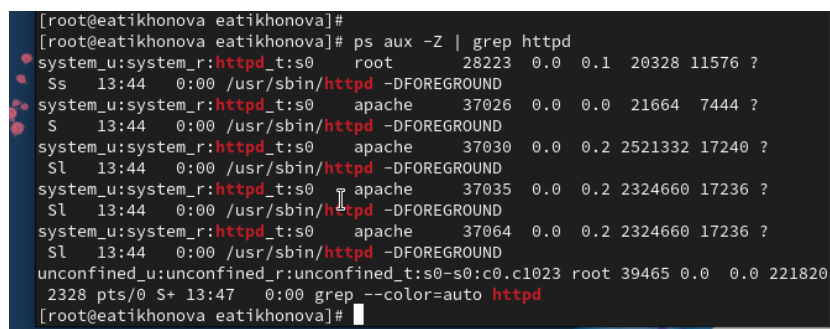 [root@eatikhonova eatikhonova]#
[root@eatikhonova eatikhonova]# ps aux -Z | grep httpd
system_u:system_r:httpd_t:s0    root       28223  0.0  0.1  20328 11576 ?
 Ss   13:44   0:00 /usr/sbin/httpd -DFOREGROUND
system_u:system_r:httpd_t:s0    apache     37026  0.0  0.0  21664  7444 ?
 S    13:44   0:00 /usr/sbin/httpd -DFOREGROUND
system_u:system_r:httpd_t:s0    apache     37030  0.0  0.2 2521332 17240 ?
 Sl   13:44   0:00 /usr/sbin/httpd -DFOREGROUND
system_u:system_r:httpd_t:s0    apache     37035  0.0  0.2 2324660 17236 ?
 Sl   13:44   0:00 /usr/sbin/httpd -DFOREGROUND
system_u:system_r:httpd_t:s0    apache     37064  0.0  0.2 2324660 17236 ?
 Sl   13:44   0:00 /usr/sbin/httpd -DFOREGROUND
unconfined_u:unconfined_r:unconfined_t:s0-s0:c0.c1023 root 39465 0.0  0.0 221820
 2328 pts/0 S+ 13:47   0:00 grep --color=auto httpd
[root@eatikhonova eatikhonova]#